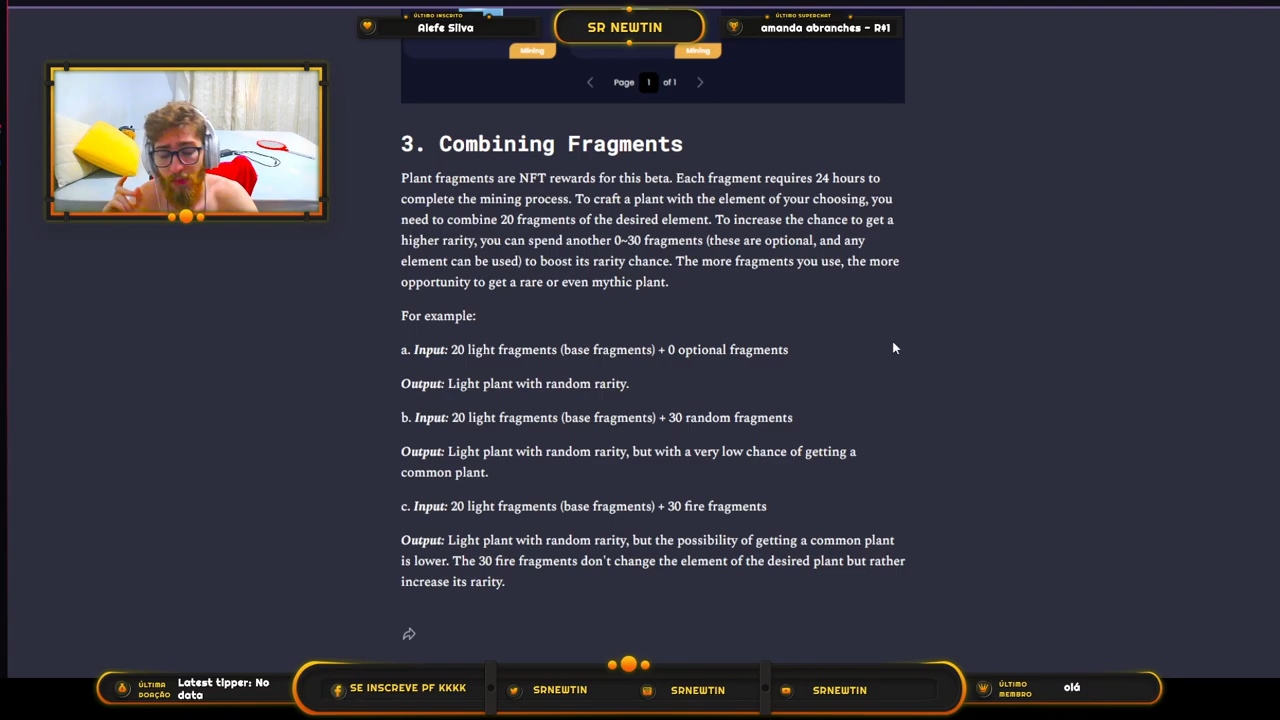 ÚLTIMO INSCRITO
Alefe Silva
SR NEWTIN
ÚLTIMO SUPERCHAT
amanda abranches - R$1
Mining
Mining
Page 1 of 1
3. Combining Fragments
Plant fragments are NFT rewards for this beta. Each fragment requires 24 hours to
complete the mining process. To craft a plant with the element of your choosing, you
need to combine 20 fragments of the desired element. To increase the chance to get a
higher rarity, you can spend another 0~30 fragments (these are optional, and any
element can be used) to boost its rarity chance. The more fragments you use, the more
opportunity to get a rare or even mythic plant.
For example:
a. Input: 20 light fragments (base fragments) + 0 optional fragments
Output: Light plant with random rarity.
b. Input: 20 light fragments (base fragments) + 30 random fragments
Output: Light plant with random rarity, but with a very low chance of getting a
common plant.
c. Input: 20 light fragments (base fragments) + 30 fire fragments
Output: Light plant with random rarity, but the possibility of getting a common plant
is lower. The 30 fire fragments don't change the element of the desired plant but rather
increase its rarity.
ÚLTIMA
DOAÇÃO
Latest tipper: No
data
SE INSCREVE PF KKKK
SRNEWTIN
SRNEWTIN
SRNEWTIN
ÚLTIMO
MEMBRO
olá